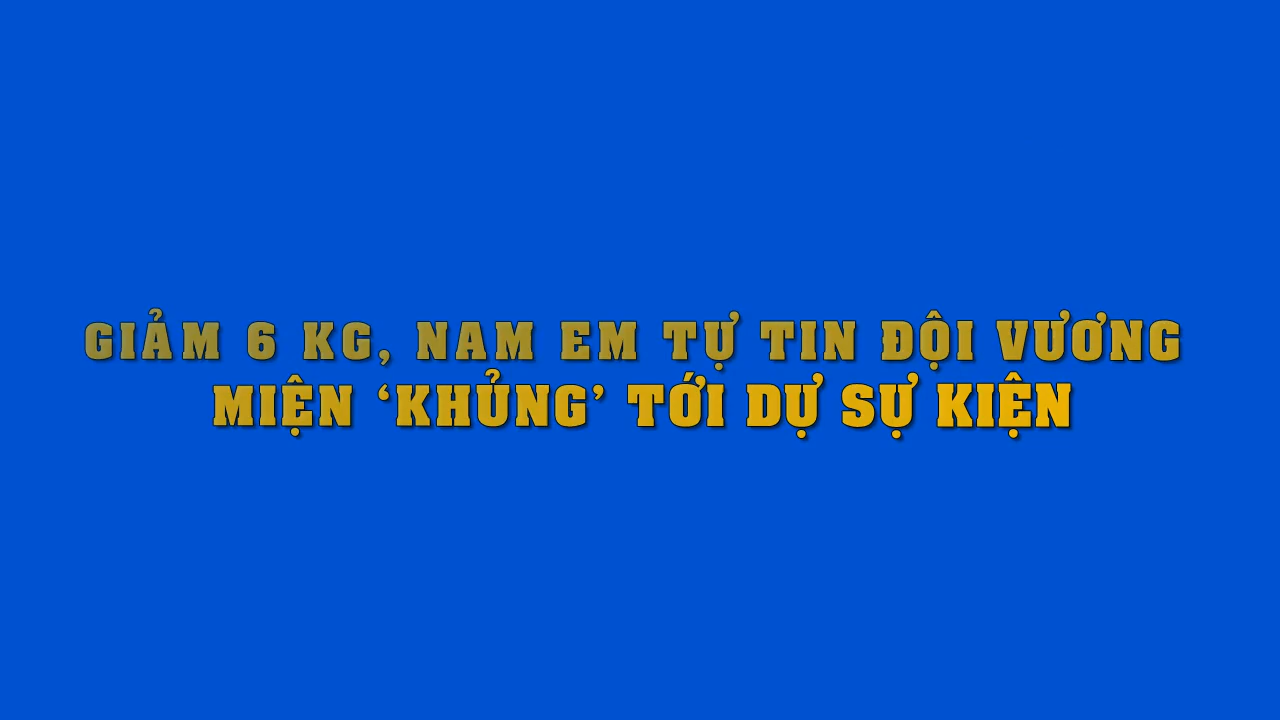 GIẢM 6 KG, NAM EM TỰ TIN ĐỘI VƯƠNG
MIỆN ‘KHỦNG’ TỚI DỰ SỰ KIỆN